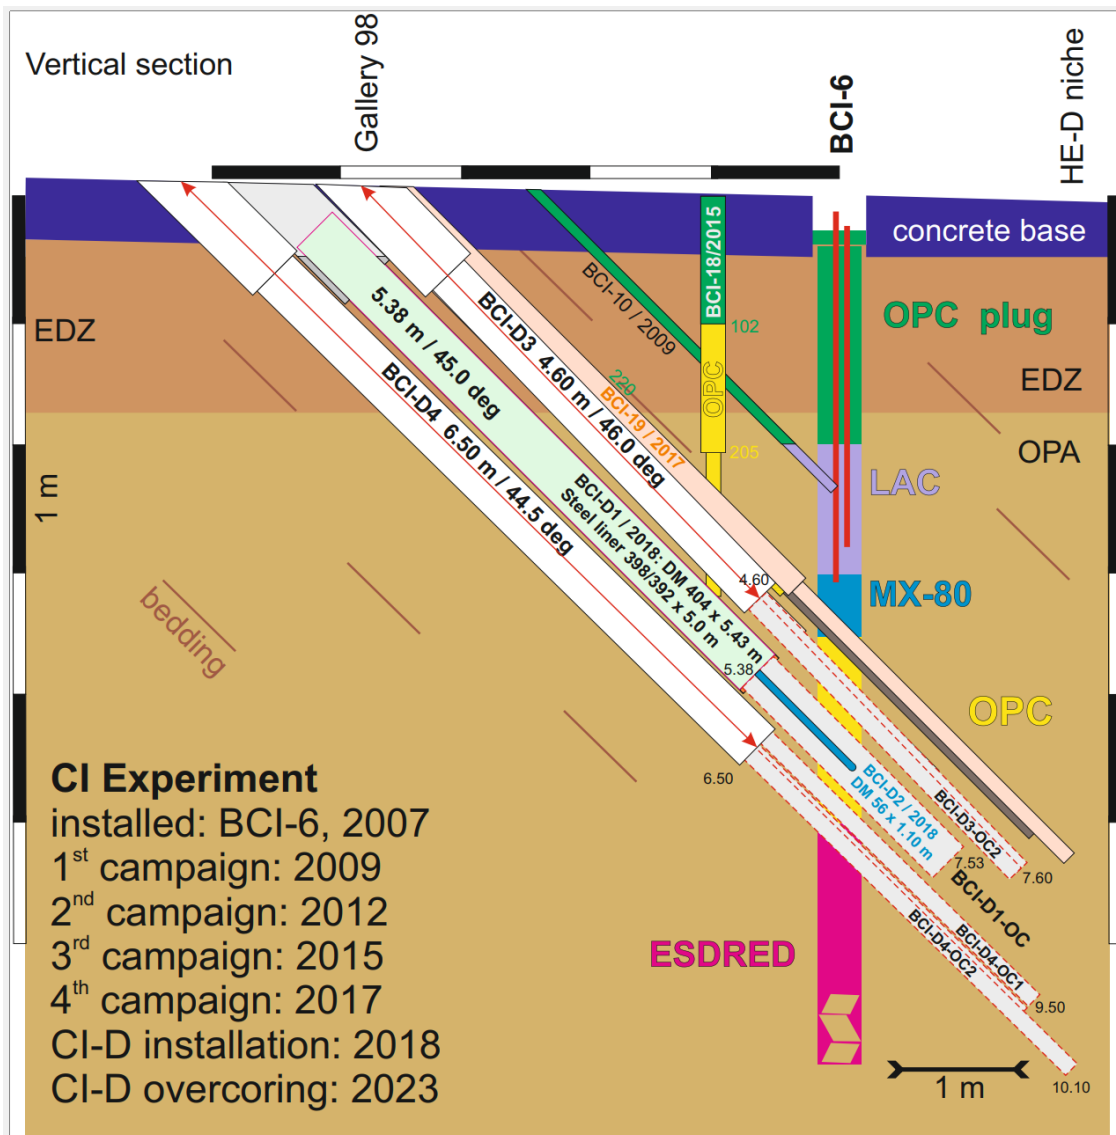 Vertical section
Gallery 98
BCI-6
HE-D niche
concrete base
BCI-18/2015
BCI-10 / 2009
OPC plug
EDZ
EDZ
102
OPC
220
BCI-19 / 2017
205
OPA
LAC
1 m
5.38 m / 45.0 deg
BCI-D3 4.60 m / 46.0 deg
BCI-D4 6.50 m / 44.5 deg
BCI-D1 / 2018: DM 404 x 5.43 m
Steel liner 398/392 x 5.0 m
4.60
MX-80
bedding
5.38
OPC
6.50
BCI-D2 / 2018
DM 56 x 1.10 m
BCI-D3-OC2
7.53
7.60
BCI-D1-OC
BCI-D4-OC1
BCI-D4-OC2
9.50
10.10
ESDRED
1 m
CI Experiment
installed: BCI-6, 2007
1st campaign: 2009
2nd campaign: 2012
3rd campaign: 2015
4th campaign: 2017
CI-D installation: 2018
CI-D overcoring: 2023